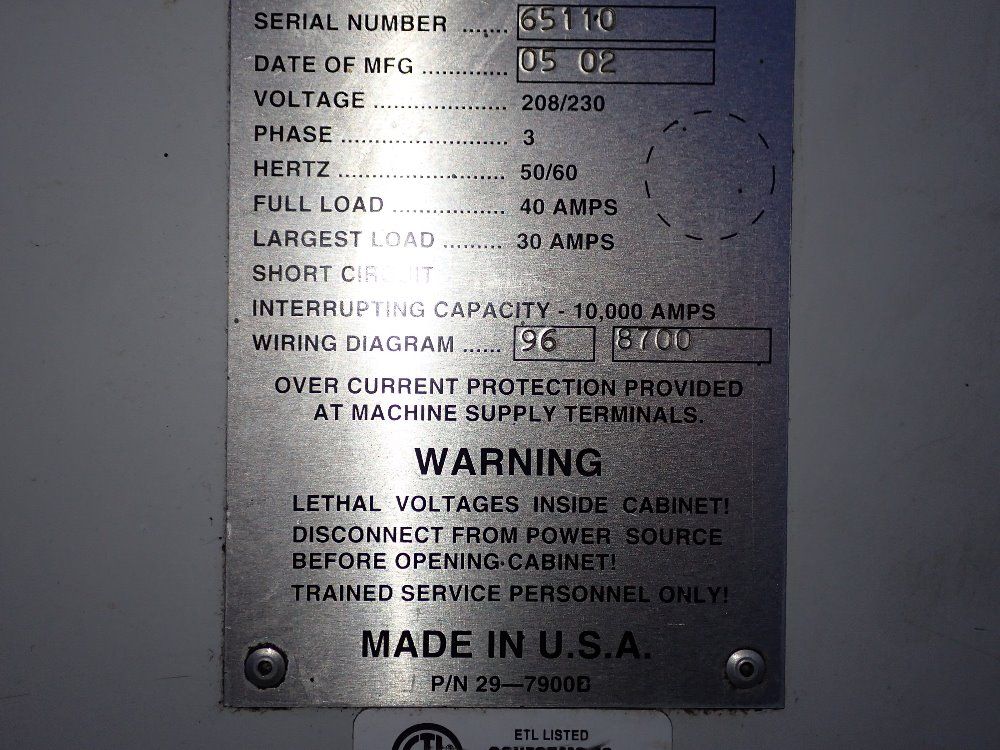 SERIAL NUMBER ....... 65110
DATE OF MFG ............. 05 02
VOLTAGE .................... 208/230
PHASE ......................... 3
HERTZ ......................... 50/60
FULL LOAD ................. 40 AMPS
LARGEST LOAD ......... 30 AMPS
SHORT CIRCUIT
INTERRUPTING CAPACITY - 10,000 AMPS
WIRING DIAGRAM ...... 96 8700
OVER CURRENT PROTECTION PROVIDED
AT MACHINE SUPPLY TERMINALS.
WARNING
LETHAL VOLTAGES INSIDE CABINET!
DISCONNECT FROM POWER SOURCE
BEFORE OPENING CABINET!
TRAINED SERVICE PERSONNEL ONLY!
MADE IN U.S.A.
P/N 29—7900B
ETL LISTED